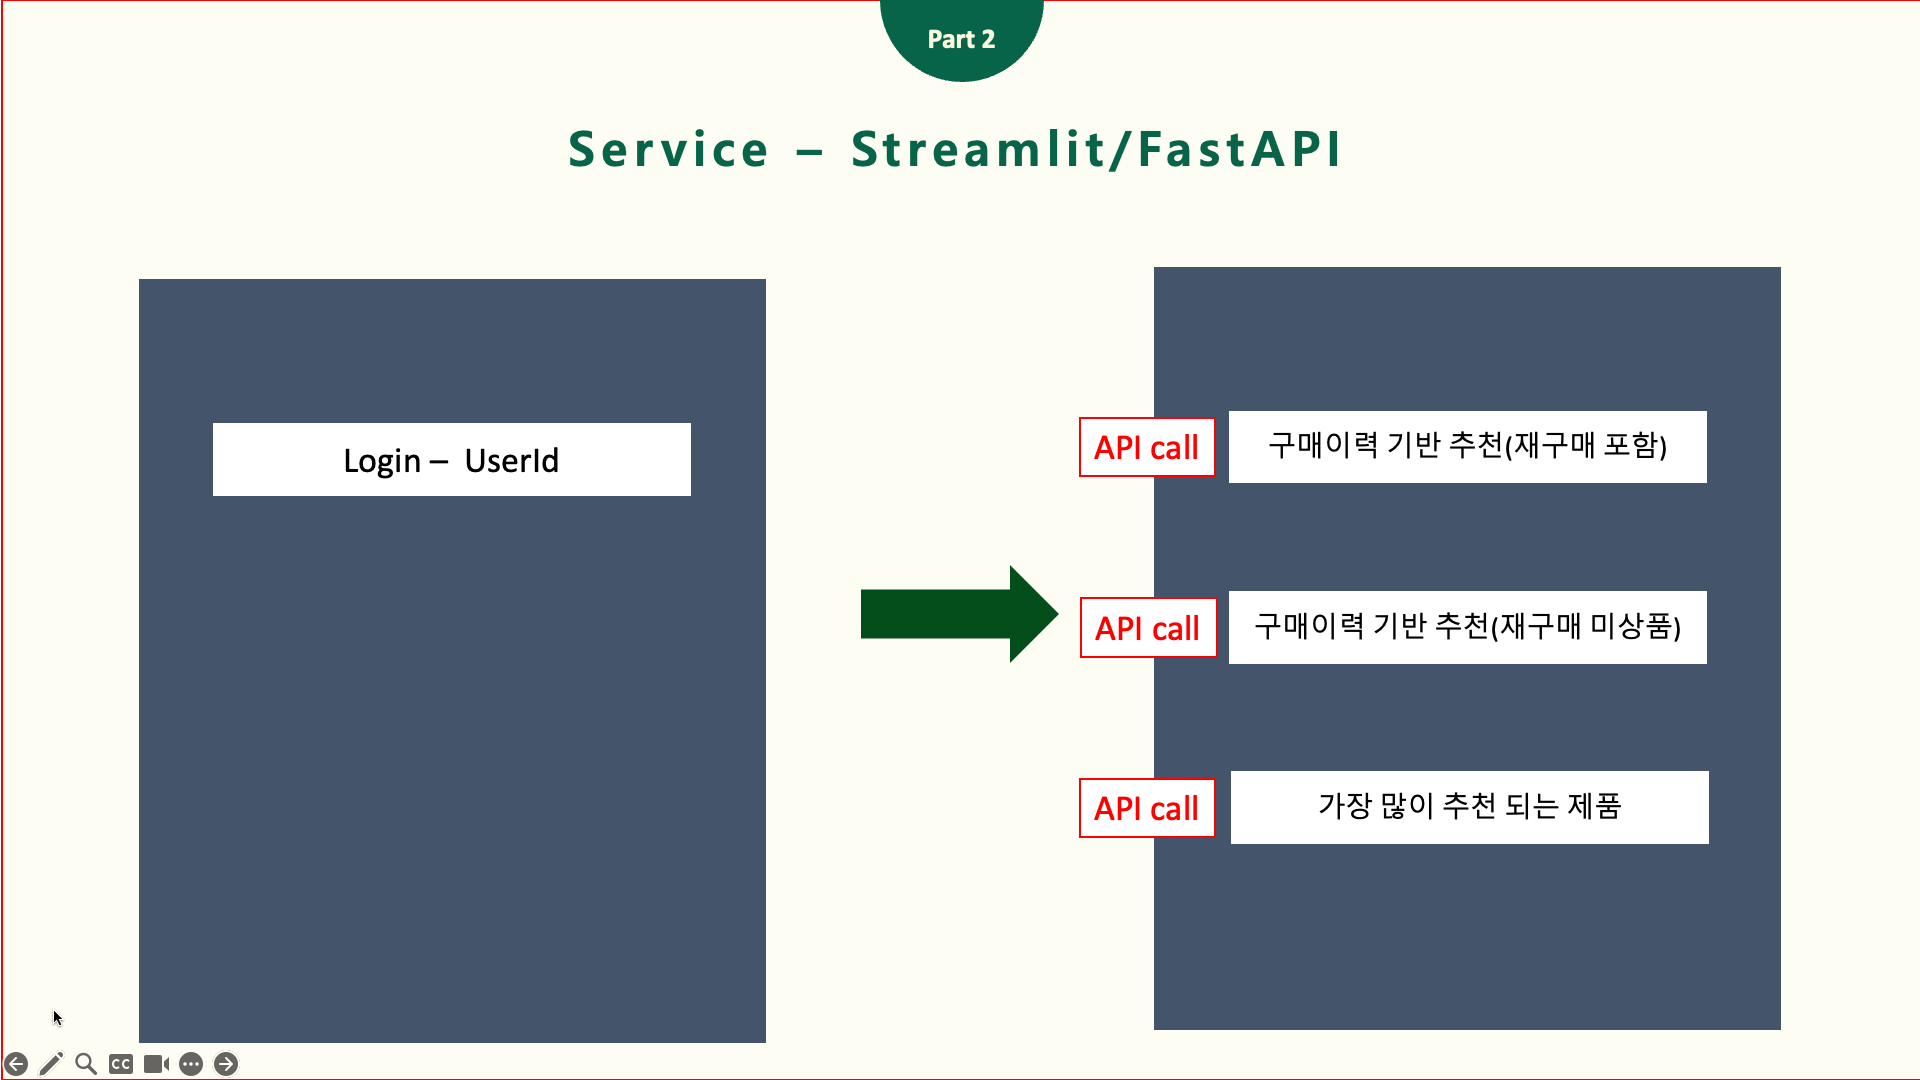 Part 2
Service – Streamlit/FastAPI
Login – UserId
API call
구매이력 기반 추천(재구매 포함)
API call
구매이력 기반 추천(재구매 미상품)
API call
가장 많이 추천 되는 제품
CC